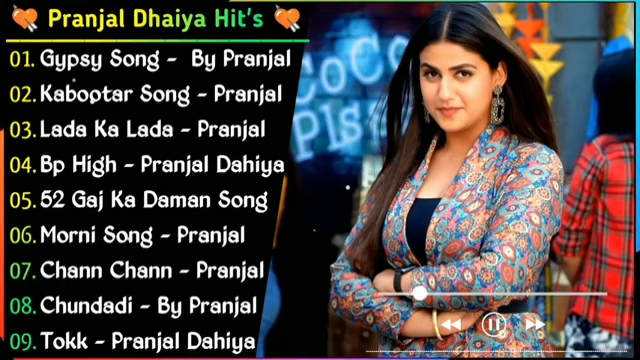 💘 Pranjal Dhaiya Hit's 💘
01. Gypsy Song - By Pranjal
02. Kabootar Song - Pranjal
03. Lada Ka Lada - Pranjal
04. Bp High - Pranjal Dahiya
05. 52 Gaj Ka Daman Song
06. Morni Song - Pranjal
07. Chann Chann - Pranjal
08. Chundadi - By Pranjal
09. Tokk - Pranjal Dahiya